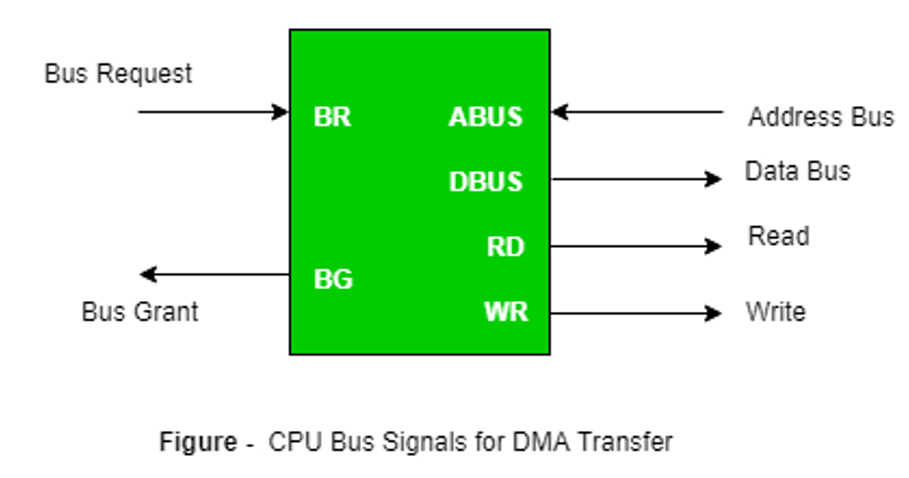 Bus Request
BR
ABUS
Address Bus
DBUS
Data Bus
RD
Read
BG
Bus Grant
WR
Write
Figure - CPU Bus Signals for DMA Transfer